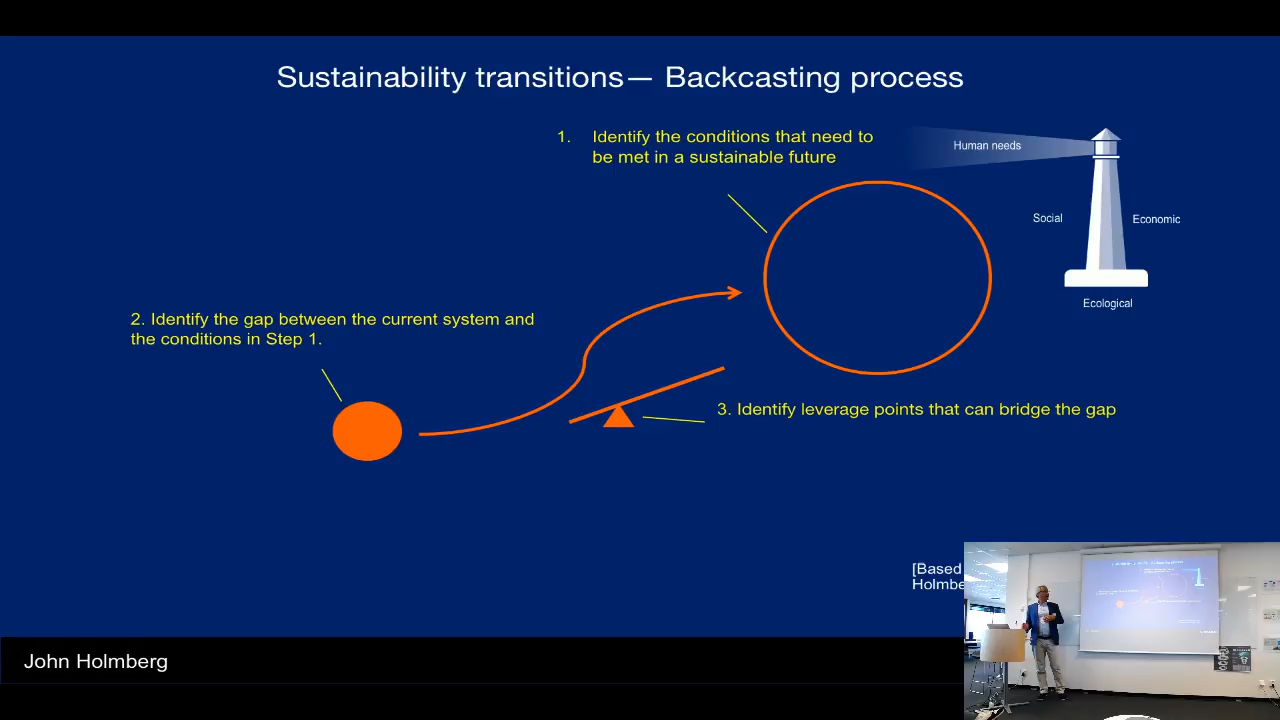 Sustainability transitions— Backcasting process
1. Identify the conditions that need to
be met in a sustainable future
Human needs
Social
Economic
Ecological
2. Identify the gap between the current system and
the conditions in Step 1.
3. Identify leverage points that can bridge the gap
[Based
Holmbe
John Holmberg